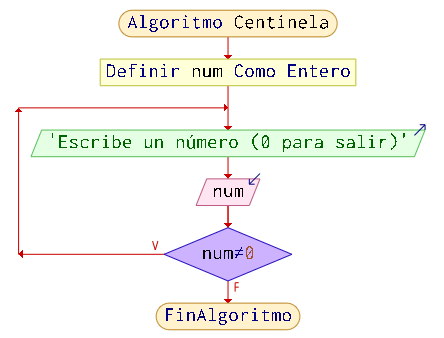 Algoritmo Centinela
Definir num Como Entero
'Escribe un número (0 para salir)'
num
num≠0
V
F
FinAlgoritmo